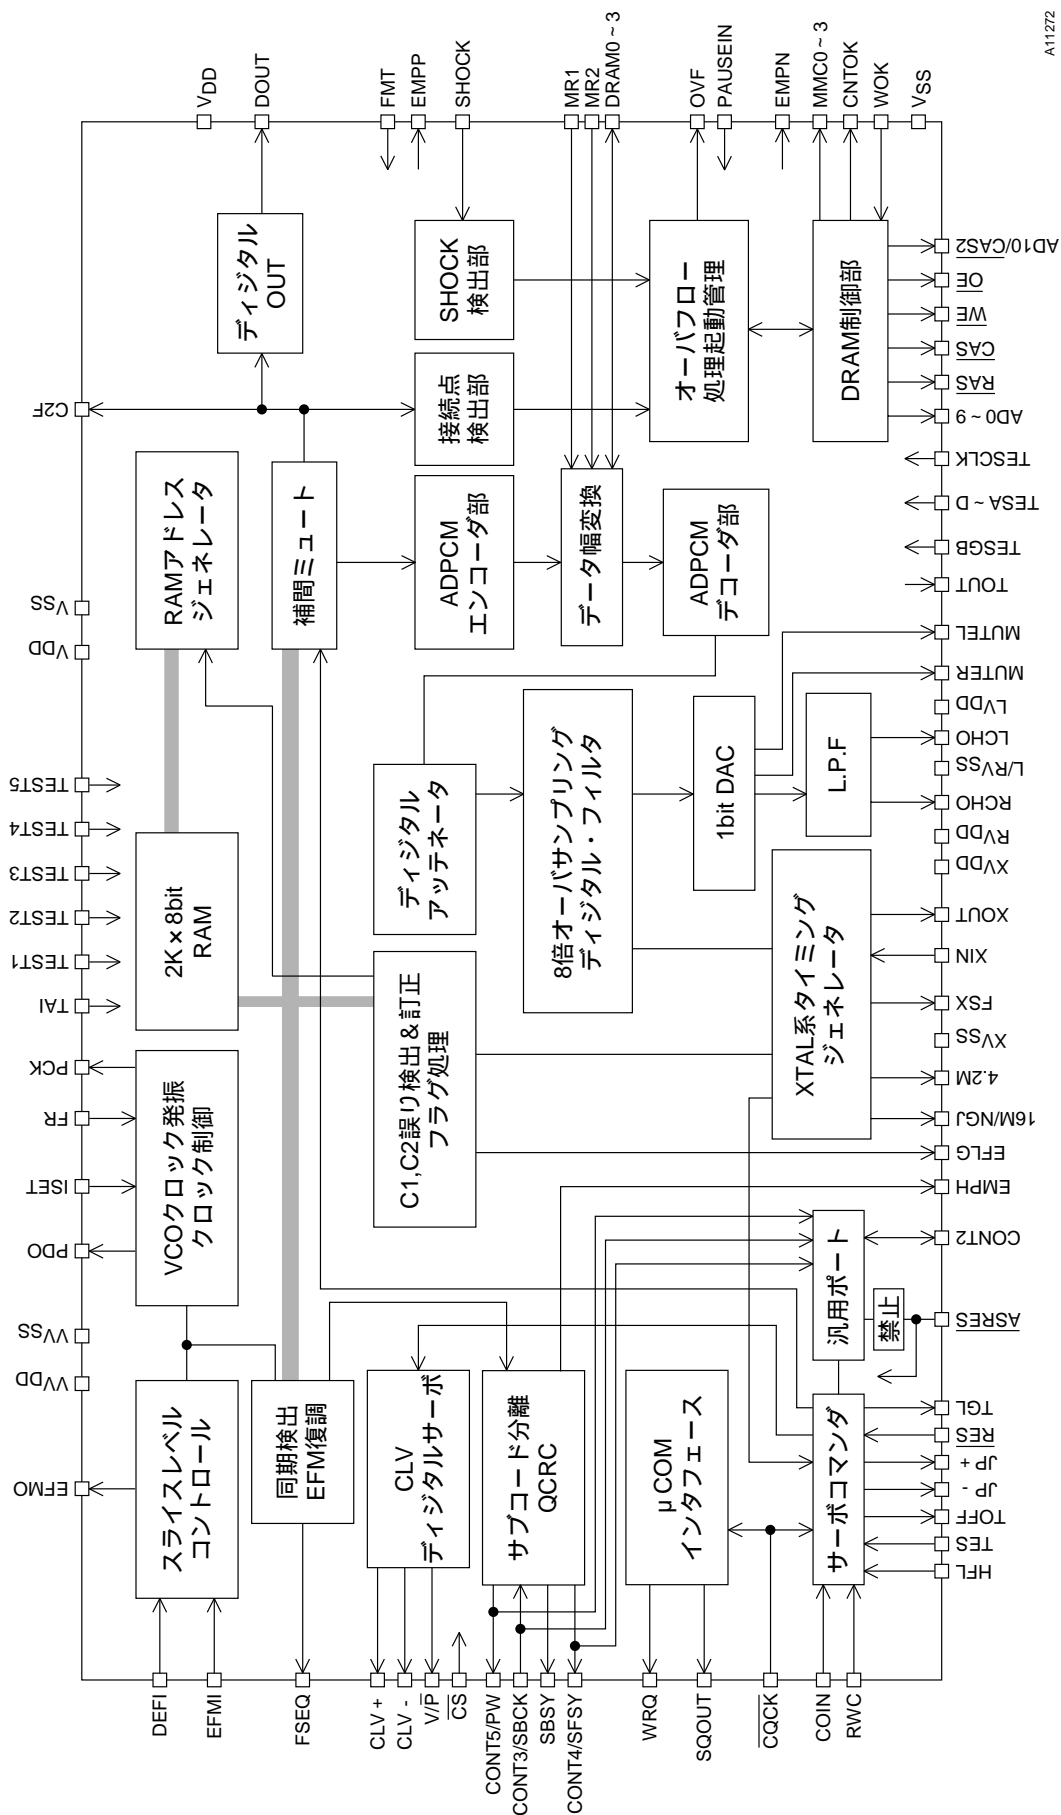 A11272
EFMO
VVDD
VVSS
PDO
ISET
FR
PCK
TAI
TEST1
TEST2
TEST3
TEST4
TEST5
VDD
VSS
C2F
DEFI
EFMI
FSEQ
CLV +
CLV -
V/P
CS
CONT5/PW
CONT3/SBCK
SBSY
CONT4/SFSY
WRQ
SQOUT
CQCK
COIN
RWC
スライスレベル
コントロール
VCOクロック発振
クロック制御
2K×8bit
RAM
RAMアドレス
ジェネレータ
同期検出
EFM復調
補間ミュート
ディジタル
OUT
CLV
ディジタルサーボ
サブコード分離
QCRC
C1,C2誤り検出&訂正
フラグ処理
ディジタル
アッテネータ
ADPCM
エンコーダ部
接続点
検出部
SHOCK
検出部
8倍オーバサンプリング
ディジタル・フィルタ
データ幅変換
μCOM
インタフェース
1bit DAC
ADPCM
デコーダ部
オーバフロー
処理起動管理
サーボコマンダ
汎用ポート
禁止
XTAL系タイミング
ジェネレータ
L.P.F
DRAM制御部
VDD
DOUT
FMT
EMPP
SHOCK
MR1
MR2
DRAM0~3
OVF
PAUSEIN
EMPN
MMC0~3
CNTOK
WOK
VSS
HFL
TES
TOFF
JP -
JP +
RES
TGL
ASRES
CONT2
EMPH
EFLG
16M/NGJ
4.2M
XVSS
FSX
XIN
XOUT
XVDD
RVDD
RCHO
L/RVSS
LCHO
LVDD
MUTER
MUTEL
TOUT
TESGB
TESA~D
TESCLK
AD0~9
RAS
CAS
WE
OE
AD10/CAS2